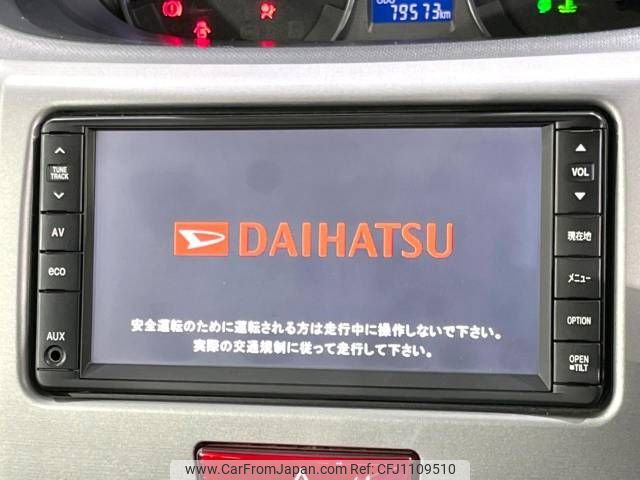 ODO
79573km
TUNE TRACK
AV
eco
AUX
VOL
現在地
メニュー
OPTION
OPEN
TILT
DAIHATSU
安全運転のために運転される方は走行中に操作しないで下さい。
実際の交通規制に従って走行して下さい。
www.CarFromJapan.com CFJ1109510